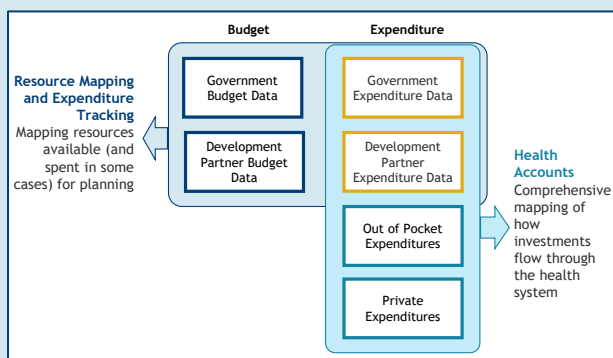 Budget
Expenditure
Resource Mapping
and Expenditure
Tracking
Mapping resources
available (and
spent in some
cases) for planning
Government
Budget Data
Government
Expenditure Data
Development
Partner Budget
Data
Development
Partner
Expenditure Data
Out of Pocket
Expenditures
Private
Expenditures
Health
Accounts
Comprehensive
mapping of
how
investments
flow through
the health
system